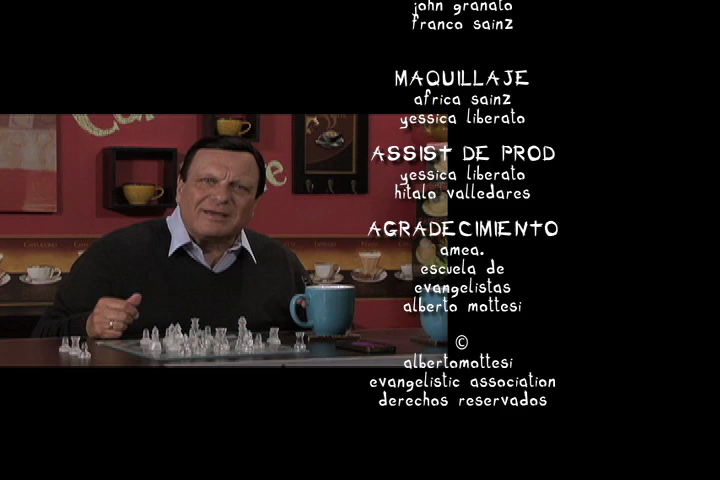 john granato
franco sainz
MAQUILLAJE
africa sainz
yessica liberato
ASSIST DE PROD
yessica liberato
hitalo valledares
AGRADECIMIENTO
amea.
escuela de
evangelistas
alberto mottesi
©
albertomottesi
evangelistic association
derechos reservados